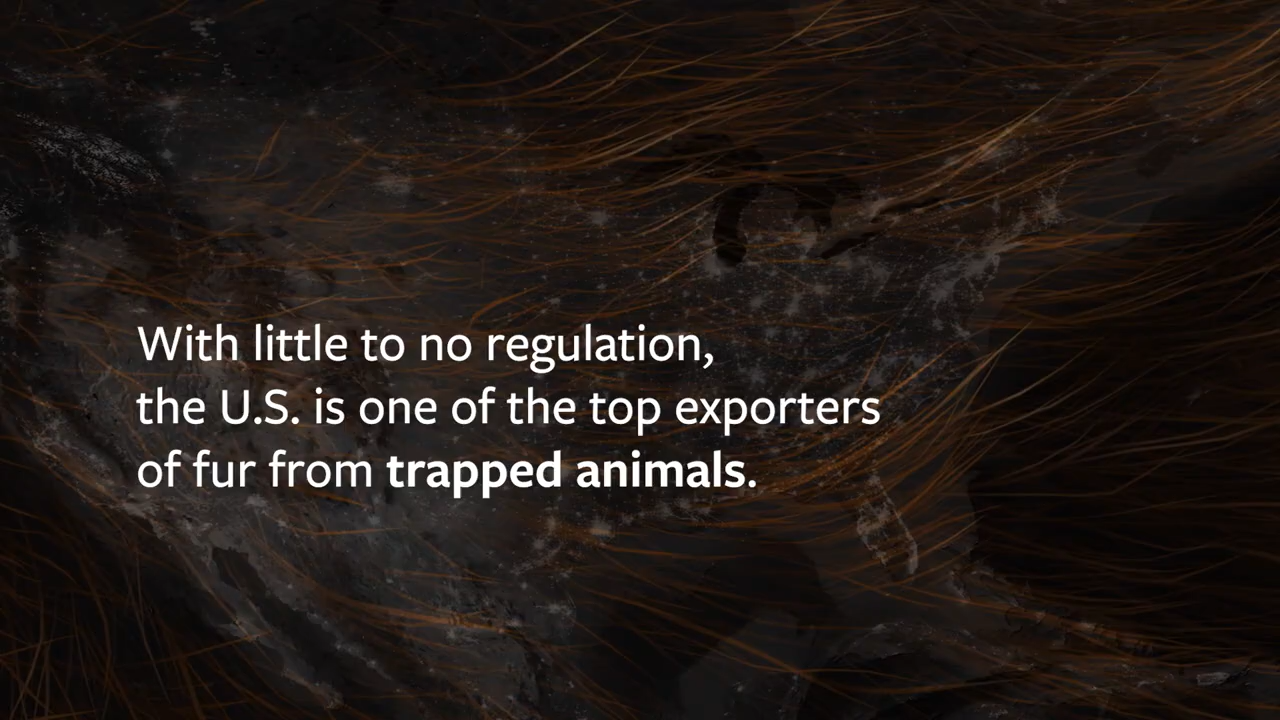 With little to no regulation,
the U.S. is one of the top exporters
of fur from trapped animals.